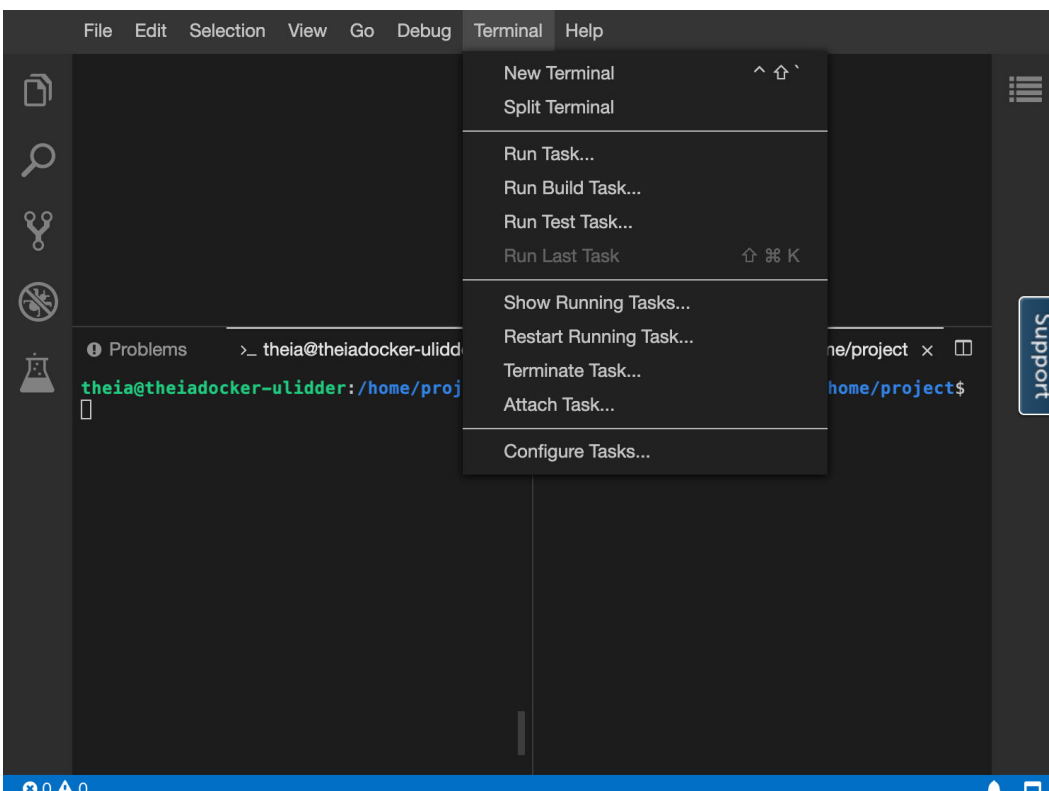 File Edit Selection View Go Debug Terminal Help
New Terminal ^ ⇧ `
Split Terminal
Run Task...
Run Build Task...
Run Test Task...
Run Last Task ⇧ ⌘ K
Show Running Tasks...
Restart Running Task...
Terminate Task...
Attach Task...
Configure Tasks...
Problems >_ theia@theiadocker-ulidd ne/project ×
theia@theiadocker-ulidder:/home/proj home/project$
Support
0 0